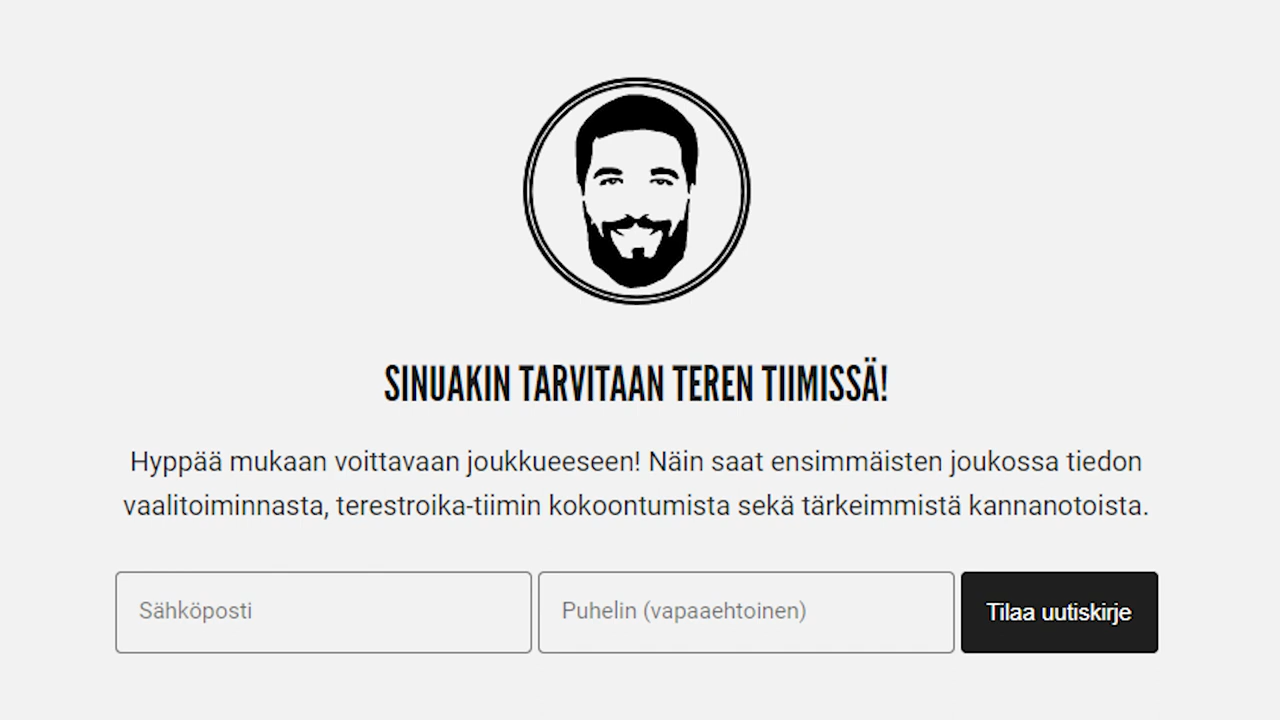 SINUAKIN TARVITAAN TEREN TIIMISSÄ!
Hyppää mukaan voittavaan joukkueeseen! Näin saat ensimmäisten joukossa tiedon
vaalitoiminnasta, terestroika-tiimin kokoontumista sekä tärkeimmistä kannanotoista.
Sähköposti
Puhelin (vapaaehtoinen)
Tilaa uutiskirje